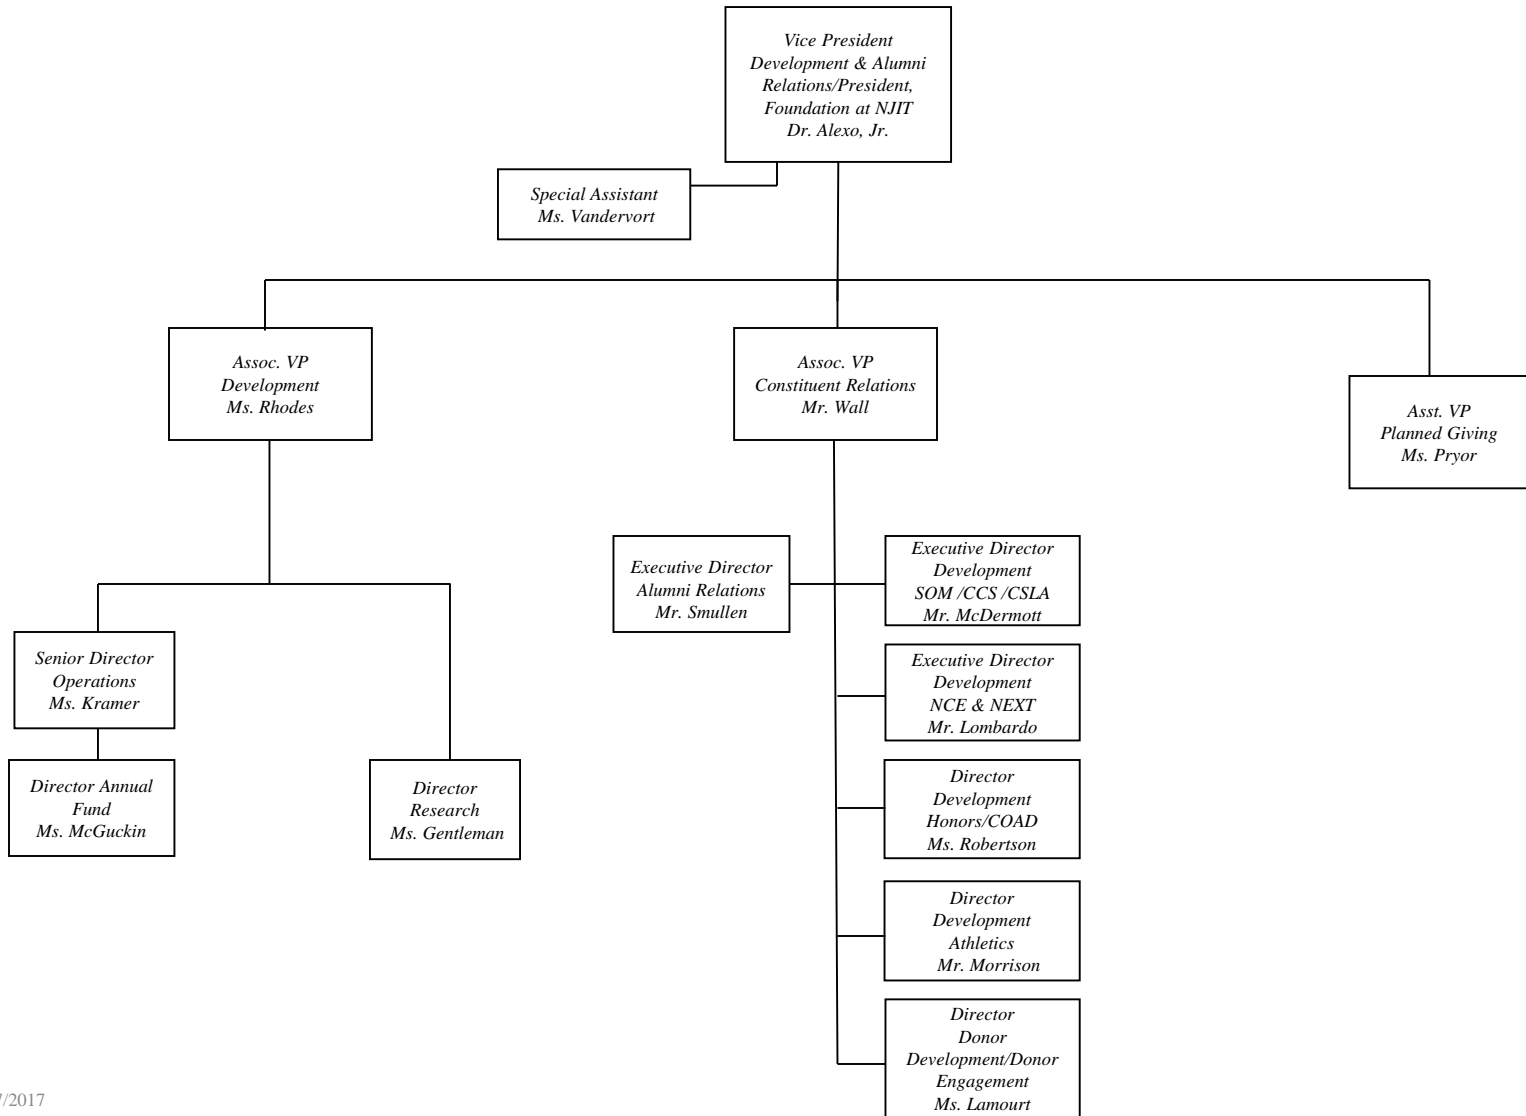 Vice President
Development & Alumni
Relations/President,
Foundation at NJIT
Dr. Alexo, Jr.
Special Assistant
Ms. Vandervort
Assoc. VP
Development
Ms. Rhodes
Assoc. VP
Constituent Relations
Mr. Wall
Asst. VP
Planned Giving
Ms. Pryor
Executive Director
Alumni Relations
Mr. Smullen
Executive Director
Development
SOM /CCS /CSLA
Mr. McDermott
Senior Director
Operations
Ms. Kramer
Executive Director
Development
NCE & NEXT
Mr. Lombardo
Director Annual
Fund
Ms. McGuckin
Director
Research
Ms. Gentleman
Director
Development
Honors/COAD
Ms. Robertson
Director
Development
Athletics
Mr. Morrison
Director
Donor
Development/Donor
Engagement
Ms. Lamourt
/2017